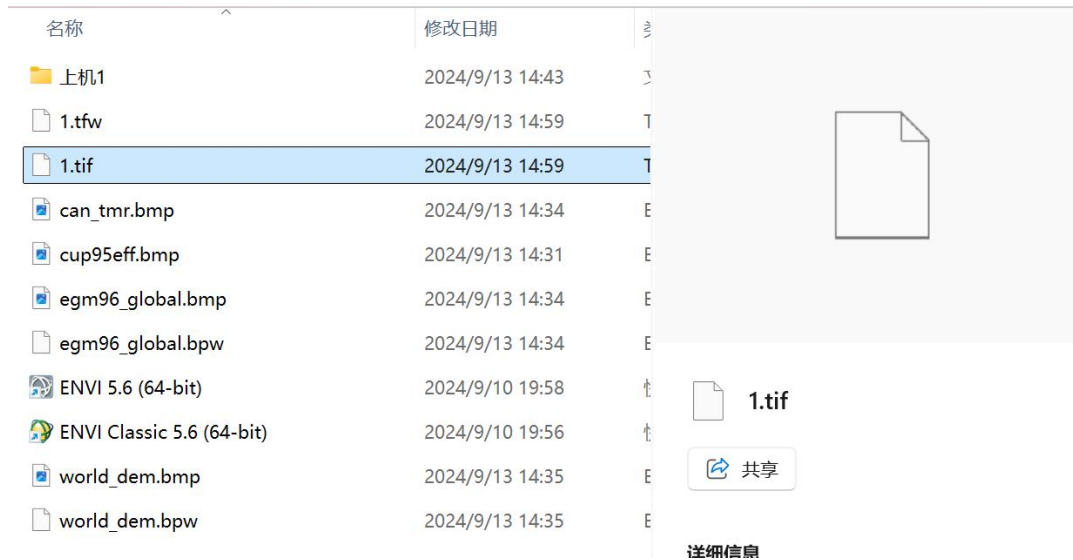 名称 修改日期
上机1 2024/9/13 14:43
1.tfw 2024/9/13 14:59
1.tif 2024/9/13 14:59
can_tmr.bmp 2024/9/13 14:34
cup95eff.bmp 2024/9/13 14:31
egm96_global.bmp 2024/9/13 14:34
egm96_global.bpw 2024/9/13 14:34
ENVI 5.6 (64-bit) 2024/9/10 19:58
ENVI Classic 5.6 (64-bit) 2024/9/10 19:56
world_dem.bmp 2024/9/13 14:35
world_dem.bpw 2024/9/13 14:35
1.tif
共享
详细信息